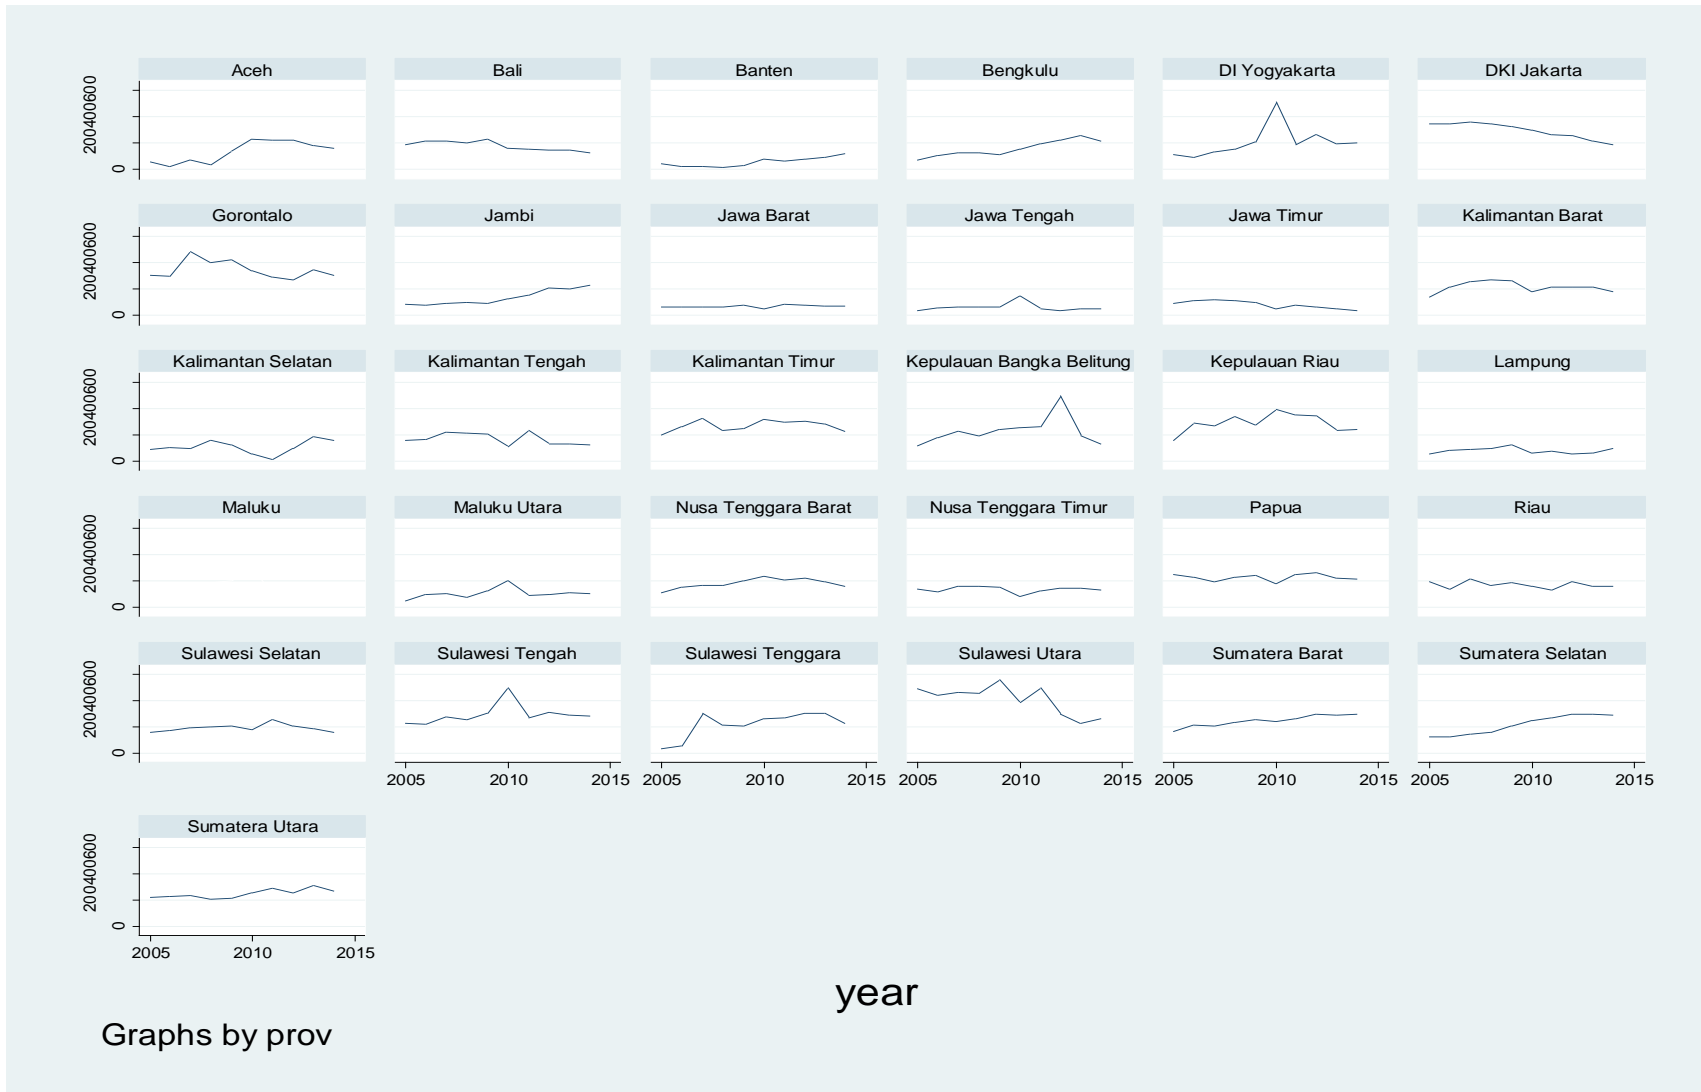 Aceh Bali Banten Bengkulu DI Yogyakarta DKI Jakarta
0 200400600
Gorontalo Jambi Jawa Barat Jawa Tengah Jawa Timur Kalimantan Barat
0 200400600
Kalimantan Selatan Kalimantan Tengah Kalimantan Timur Kepulauan Bangka Belitung Kepulauan Riau Lampung
0 200400600
Maluku Maluku Utara Nusa Tenggara Barat Nusa Tenggara Timur Papua Riau
0 200400600
Sulawesi Selatan Sulawesi Tengah Sulawesi Tenggara Sulawesi Utara Sumatera Barat Sumatera Selatan
0 200400600
2005 2010 2015 2005 2010 2015 2005 2010 2015 2005 2010 2015 2005 2010 2015
Sumatera Utara
0 200400600
2005 2010 2015
year
Graphs by prov